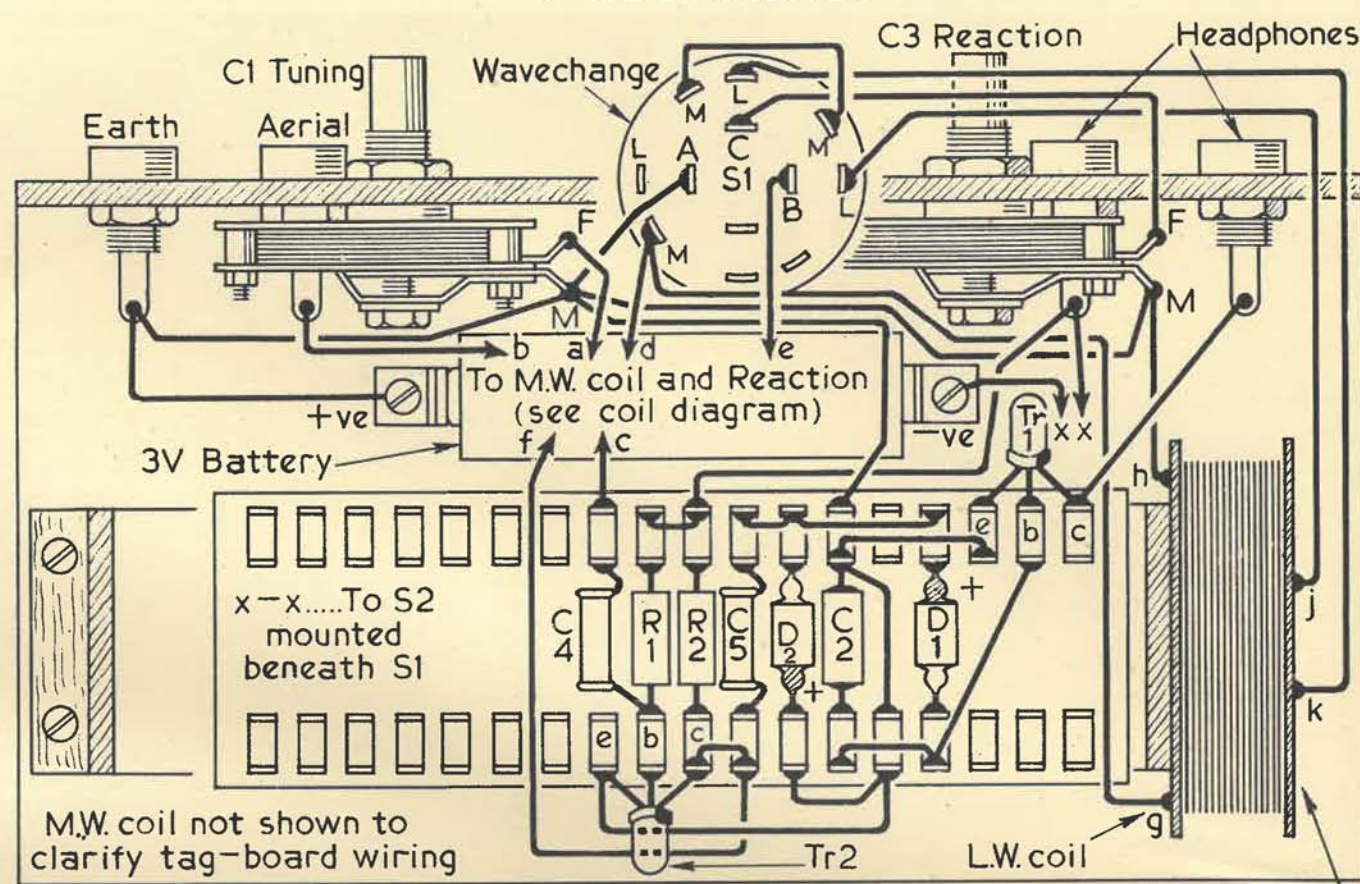 C3 Reaction
Headphones
C1 Tuning
Wavechange
Earth
Aerial
L
M
L
A
C
M
S1
B
L
M
F
M
F
M
b a d e
To M.W. coil and Reaction
(see coil diagram)
f c
+ve
-ve
3V Battery
Tr
1
x x
h
e b c
x-x.....To S2
mounted
beneath S1
C
4
R
1
R
2
C
5
D
2
+
C
2
D
1
+
j
k
e b c
g
M.W. coil not shown to
clarify tag-board wiring
Tr2
L.W. coil